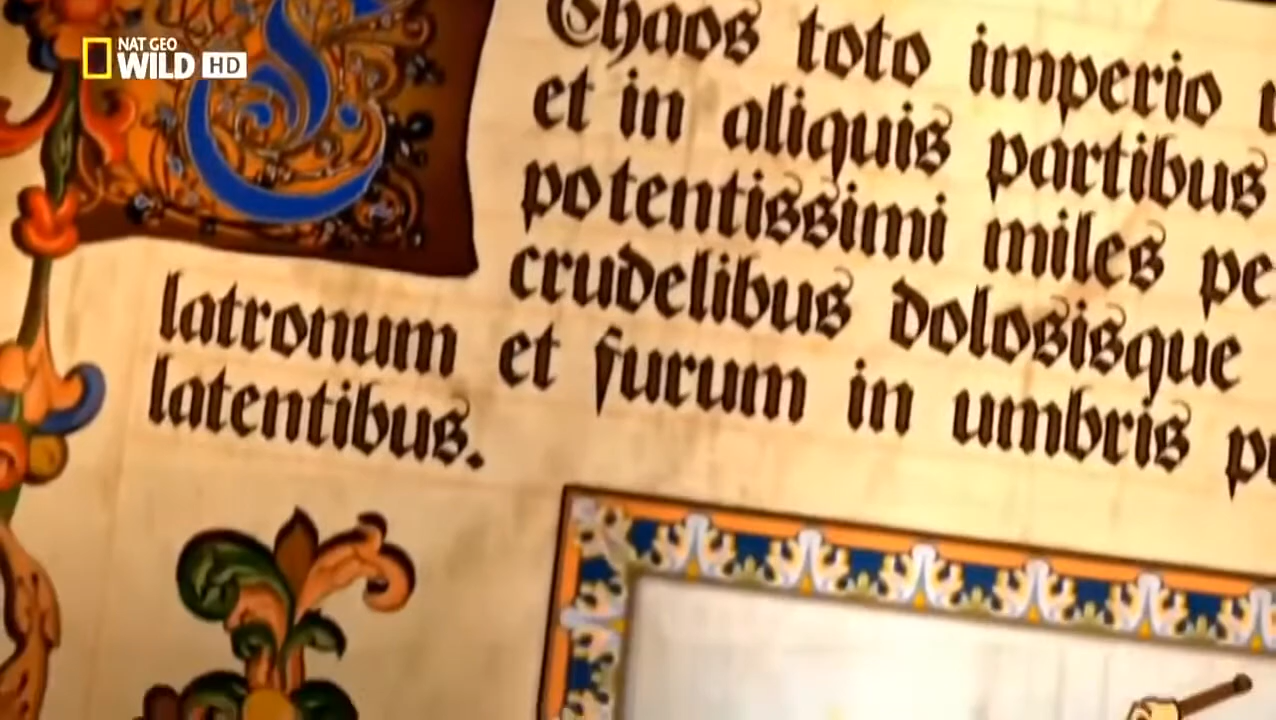 NAT GEO
WILD HD
Chaos toto imperio
et in aliquis partibus
potentissimi miles pe
crudelibus dolosisque
latronum et furum in umbris
latentibus.